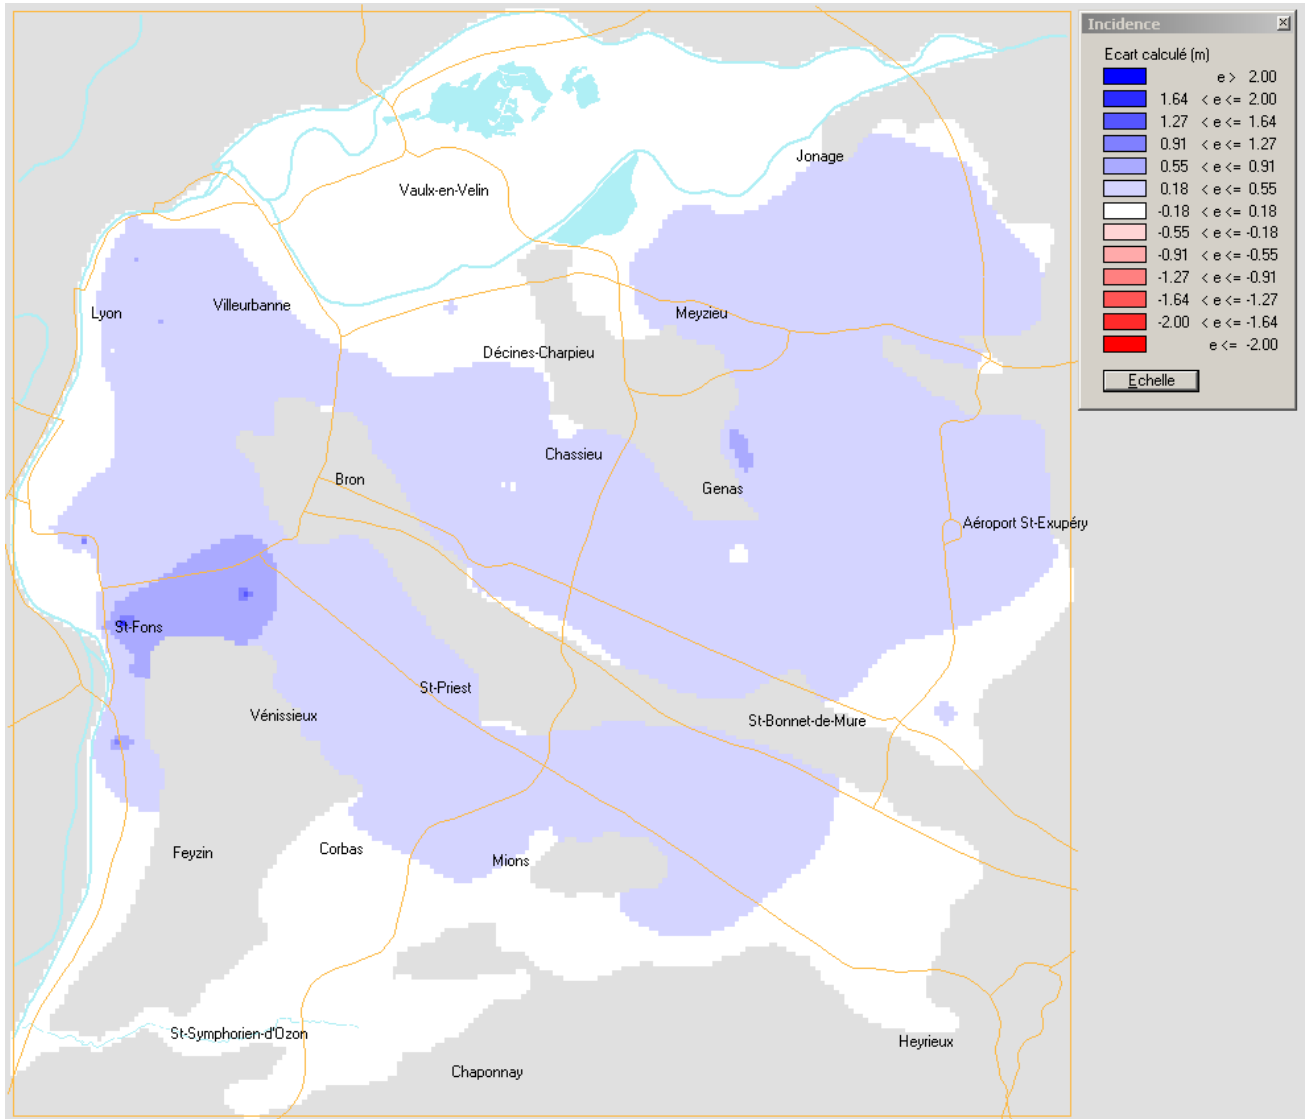 Incidence
Ecart calculé (m)
e > 2.00
1.64 < e <= 2.00
1.27 < e <= 1.64
0.91 < e <= 1.27
0.55 < e <= 0.91
0.18 < e <= 0.55
-0.18 < e <= 0.18
-0.55 < e <= -0.18
-0.91 < e <= -0.55
-1.27 < e <= -0.91
-1.64 < e <= -1.27
-2.00 < e <= -1.64
e <= -2.00
Echelle
Jonage
Vaulx-en-Velin
Villeurbanne
Lyon
Meyzieu
Décines-Charpieu
Chassieu
Bron
Genas
Aéroport St-Exupéry
St-Fons
St-Priest
Vénissieux
St-Bonnet-de-Mure
Feyzin
Corbas
Mions
St-Symphorien-d'Ozon
Heyrieux
Chaponnay